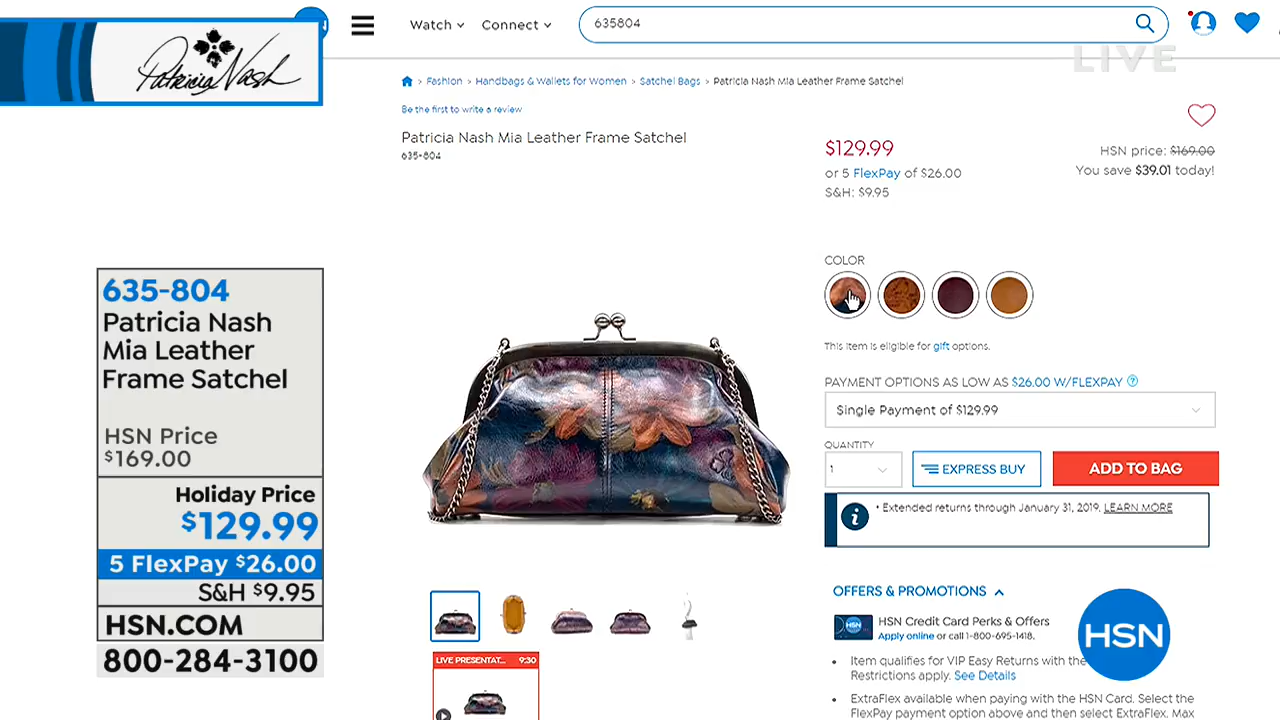 Patricia Nash
Watch
Connect
635804
LIVE
Fashion > Handbags & Wallets for Women > Satchel Bags > Patricia Nash Mia Leather Frame Satchel
Be the first to write a review
Patricia Nash Mia Leather Frame Satchel
635-804
$129.99
HSN price: $169.00
or 5 FlexPay of $26.00
You save $39.01 today!
S&H: $9.95
COLOR
This item is eligible for gift options.
PAYMENT OPTIONS AS LOW AS $26.00 W/FLEXPAY ?
Single Payment of $129.99
QUANTITY
1
EXPRESS BUY
ADD TO BAG
• Extended returns through January 31, 2019. LEARN MORE
OFFERS & PROMOTIONS
HSN
HSN Credit Card Perks & Offers
Apply online or call 1-800-695-1418.
• Item qualifies for VIP Easy Returns with the
Restrictions apply. See Details
• ExtraFlex available when paying with the HSN Card. Select the
FlexPay payment option above and then select ExtraFlex. Max
HSN
LIVE PRESENTAT... 9:30
635-804
Patricia Nash
Mia Leather
Frame Satchel
HSN Price
$169.00
Holiday Price
$129.99
5 FlexPay $26.00
S&H $9.95
HSN.COM
800-284-3100